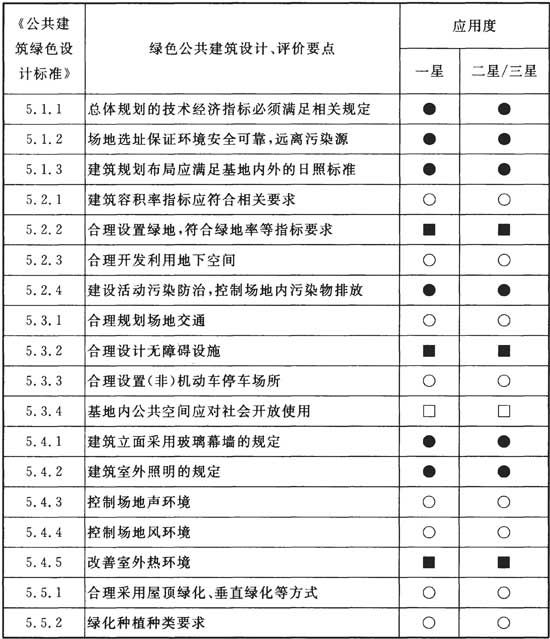 《公共建筑绿色设计标准》 绿色公共建筑设计、评价要点 应用度
一星 二星/三星
5.1.1 总体规划的技术经济指标必须满足相关规定 ● ●
5.1.2 场地选址保证环境安全可靠,远离污染源 ● ●
5.1.3 建筑规划布局应满足基地内外的日照标准 ● ●
5.2.1 建筑容积率指标应符合相关要求 ○ ○
5.2.2 合理设置绿地,符合绿地率等指标要求 ■ ■
5.2.3 合理开发利用地下空间 ○ ○
5.2.4 建设活动污染防治,控制场地内污染物排放 ● ●
5.3.1 合理规划场地交通 ○ ○
5.3.2 合理设计无障碍设施 ■ ■
5.3.3 合理设置(非)机动车停车场所 ○ ○
5.3.4 基地内公共空间应对社会开放使用 □ □
5.4.1 建筑立面采用玻璃幕墙的规定 ● ●
5.4.2 建筑室外照明的规定 ● ●
5.4.3 控制场地声环境 ○ ○
5.4.4 控制场地风环境 ○ ○
5.4.5 改善室外热环境 ■ ■
5.5.1 合理采用屋顶绿化、垂直绿化等方式 ○ ○
5.5.2 绿化种植种类要求 ○ ○